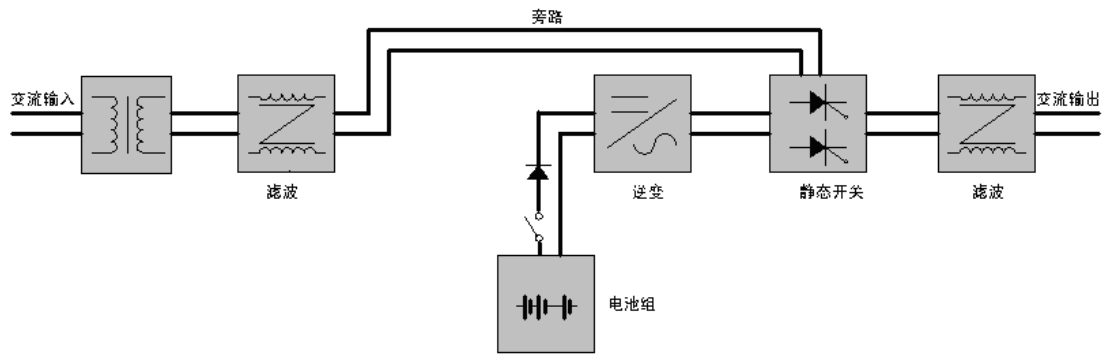 旁路
交流输入
交流输出
滤波
逆变
静态开关
滤波
电池组